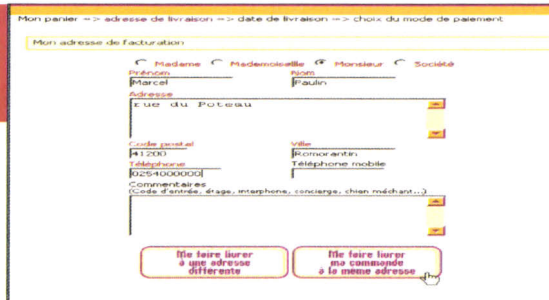 Mon panier => adresse de livraison => date de livraison => choix du mode de paiement
Mon adresse de facturation
Madame Mademoiselle Monsieur Société
Prénom Nom
Marcel Paulin
Adresse
rue du Poteau
Code postal Ville
41200 Romorantin
Téléphone Téléphone mobile
0254000000
Commentaires
(Code d'entrée, étage, interphone, concierge, chien méchant...)
Me faire livrer
à une adresse
différente
Me faire livrer
ma commande
à la même adresse